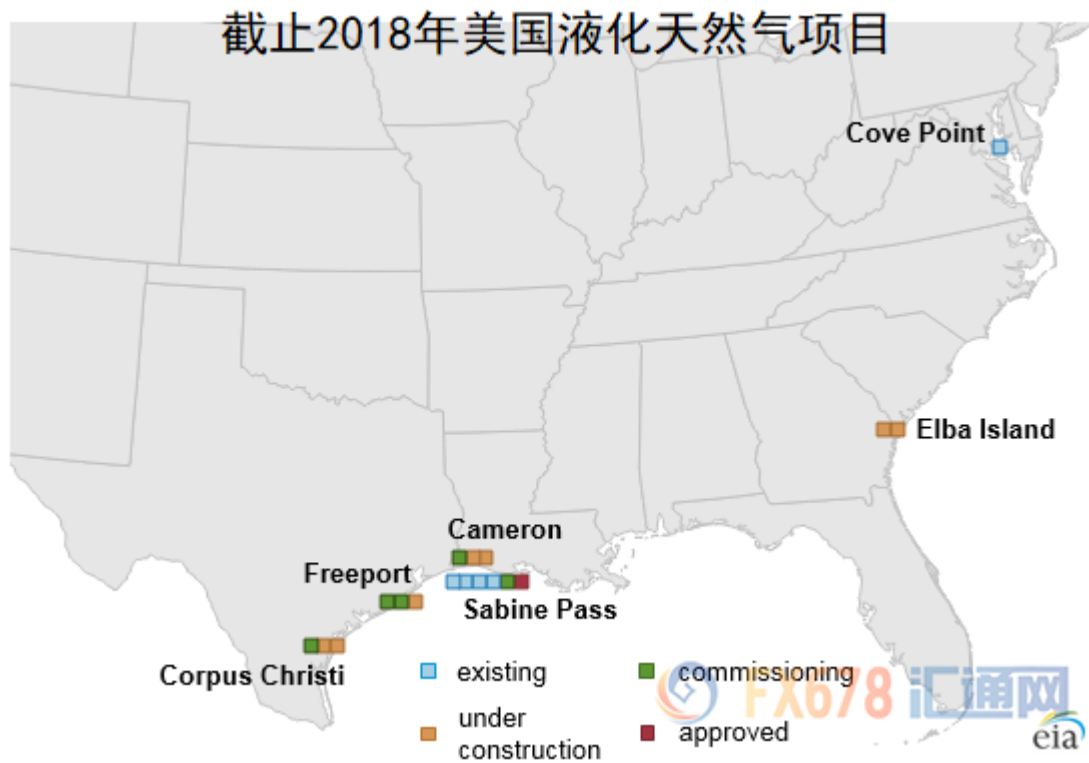 截止2018年美国液化天然气项目
Cove Point
Elba Island
Cameron
Freeport
Sabine Pass
Corpus Christi
existing
commissioning
under
construction
approved
FX678 汇通网
eia